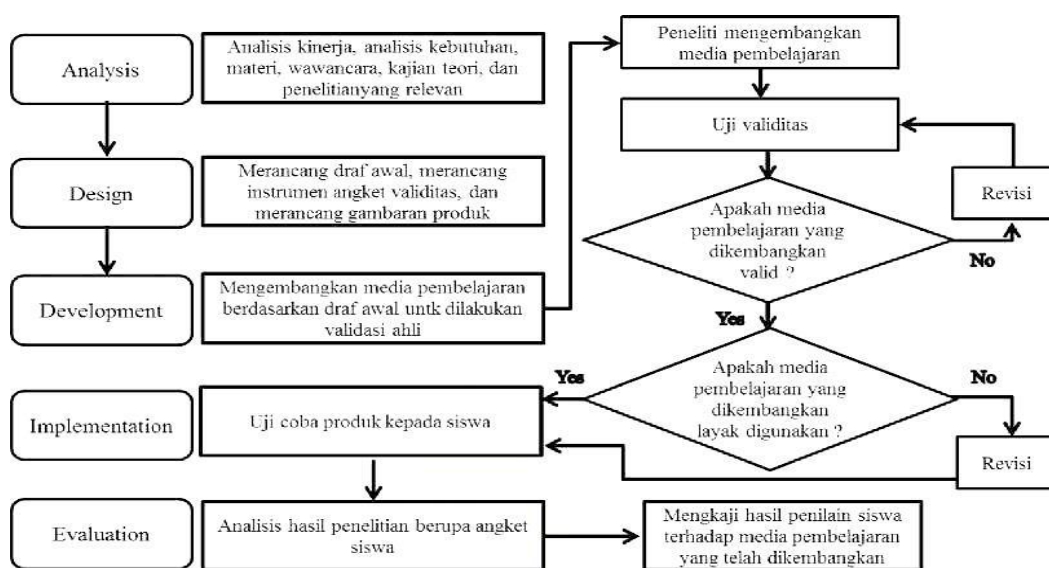 Analysis
Analisis kinerja, analisis kebutuhan,
materi, wawancara, kajian teori, dan
penelitianyang relevan
Peneliti mengembangkan
media pembelajaran
Uji validitas
Design
Merancang draf awal, merancang
instrumen angket validitas, dan
merancang gambaran produk
Apakah media
pembelajaran yang
dikembangkan
valid ?
Revisi
No
Development
Mengembangkan media pembelajaran
berdasarkan draf awal untk dilakukan
validasi ahli
Yes
Apakah media
pembelajaran yang
dikembangkan
layak digunakan ?
Yes
No
Implementation
Uji coba produk kepada siswa
Revisi
Evaluation
Analisis hasil penelitian berupa angket
siswa
Mengkaji hasil penilain siswa
terhadap media pembelajaran
yang telah dikembangkan